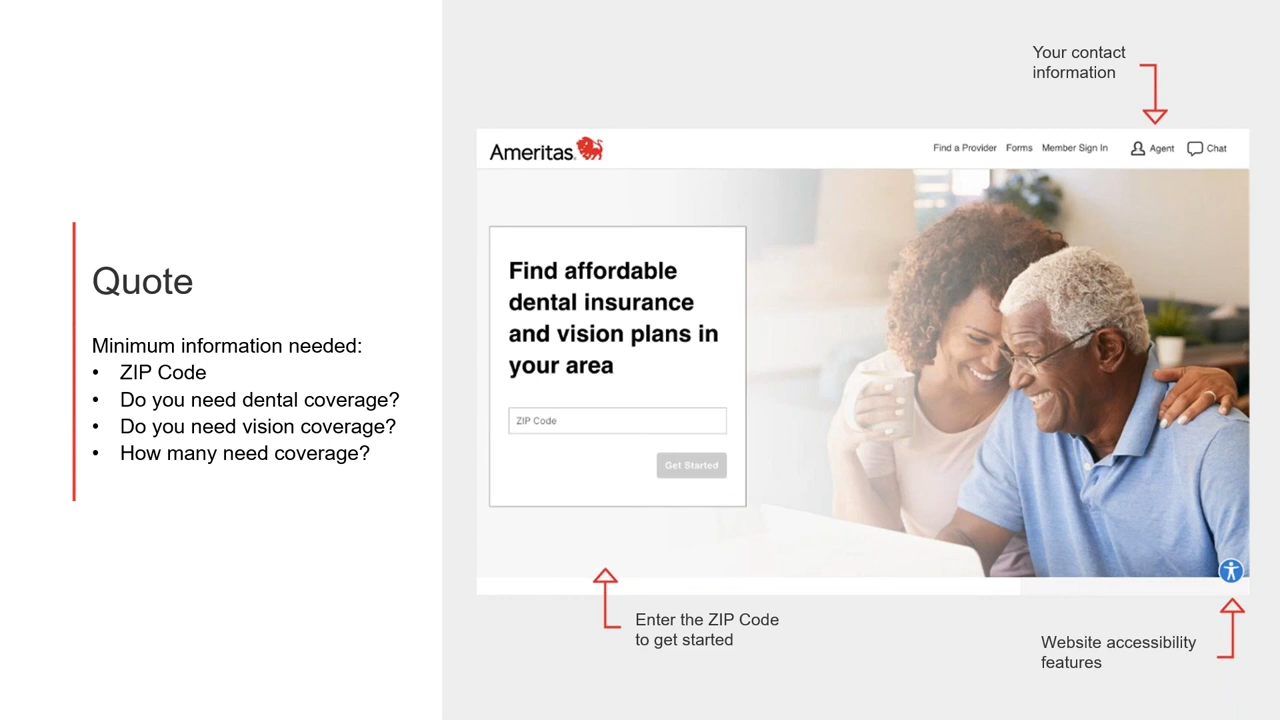 Quote
Minimum information needed:
• ZIP Code
• Do you need dental coverage?
• Do you need vision coverage?
• How many need coverage?
Your contact
information
Ameritas
Find a Provider Forms Member Sign In Agent Chat
Find affordable
dental insurance
and vision plans in
your area
ZIP Code
Get Started
Enter the ZIP Code
to get started
Website accessibility
features